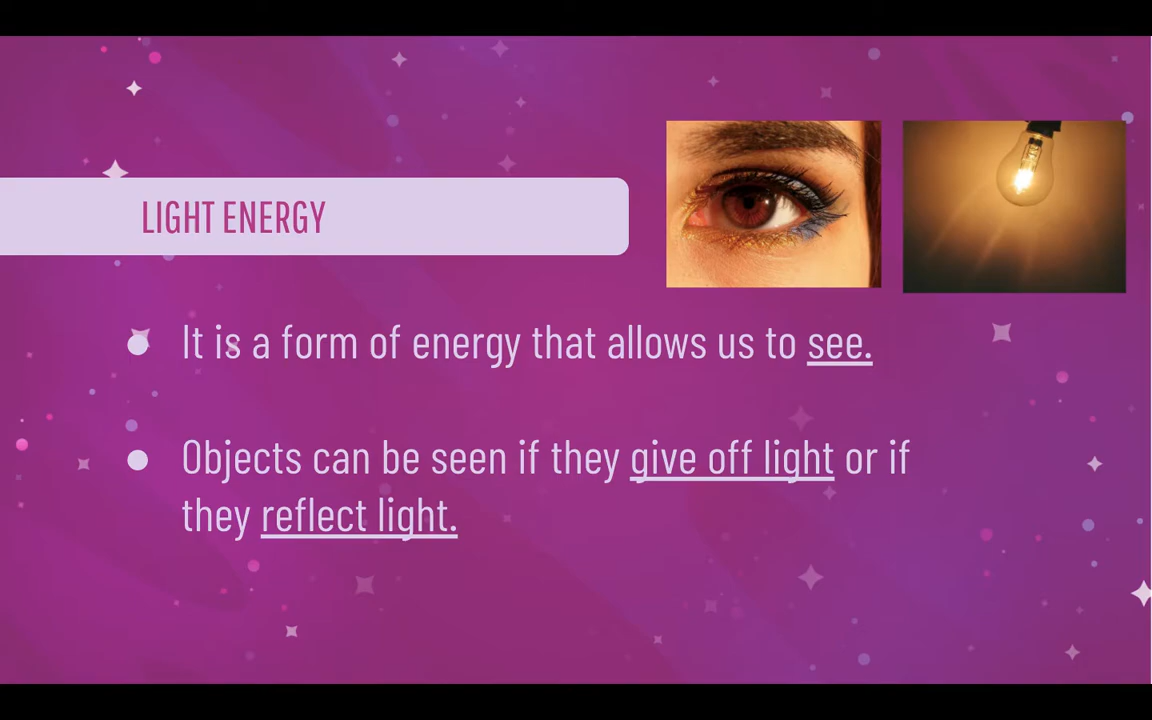 LIGHT ENERGY
It is a form of energy that allows us to see.
Objects can be seen if they give off light or if
they reflect light.